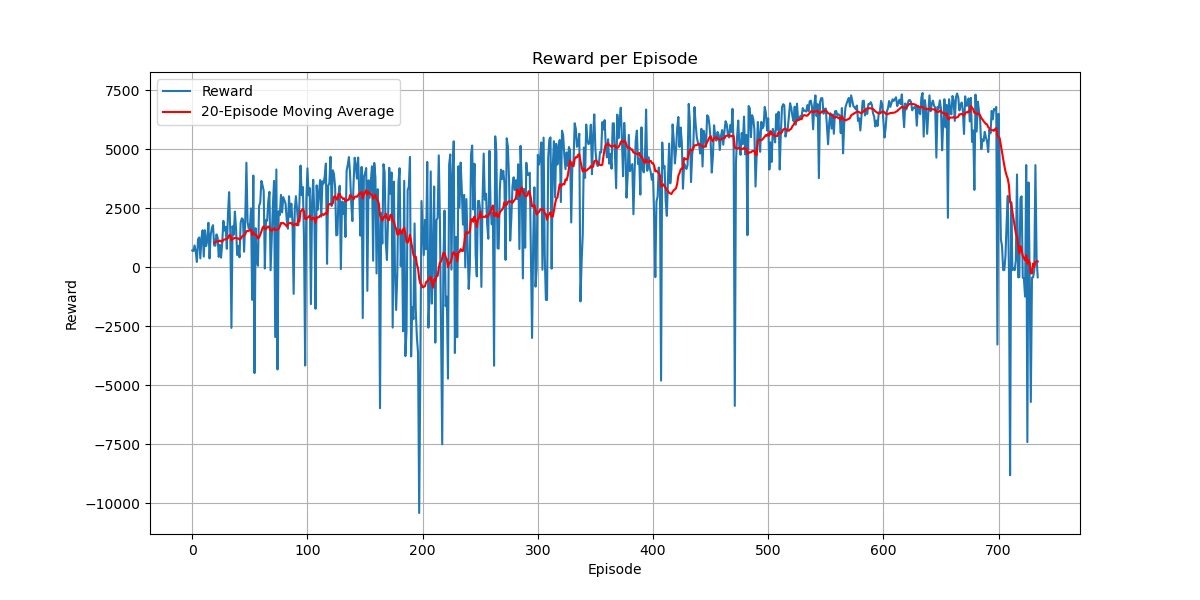 Reward per Episode
Reward
20-Episode Moving Average
7500
5000
2500
0
−2500
−5000
−7500
−10000
Reward
0 100 200 300 400 500 600 700
Episode